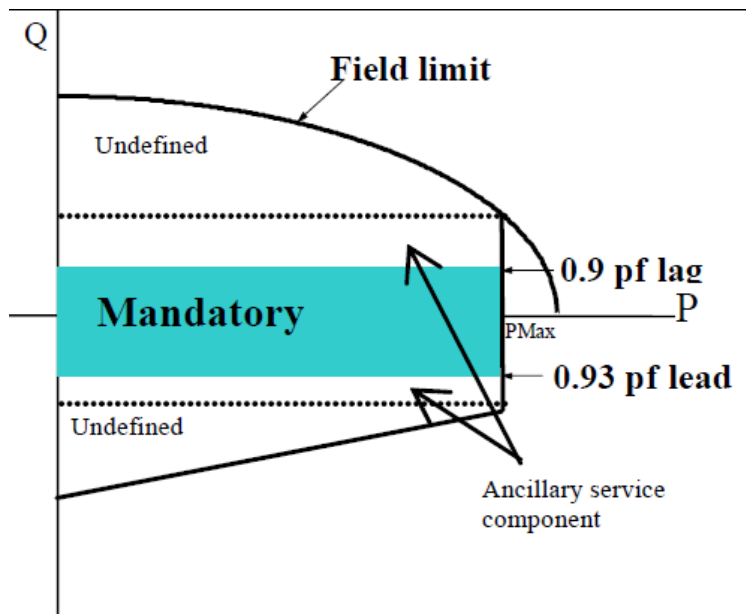 Q
Field limit
Undefined
0.9 pf lag
Mandatory
P
PMax
0.93 pf lead
Undefined
Ancillary service
component